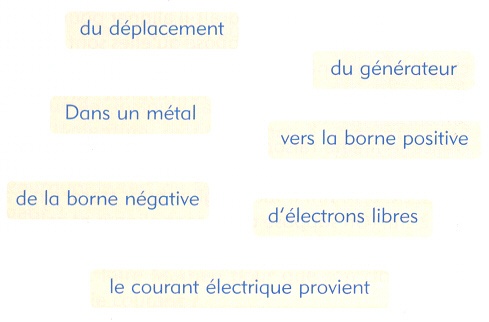 du déplacement
du générateur
Dans un métal
vers la borne positive
de la borne négative
d'électrons libres
le courant électrique provient